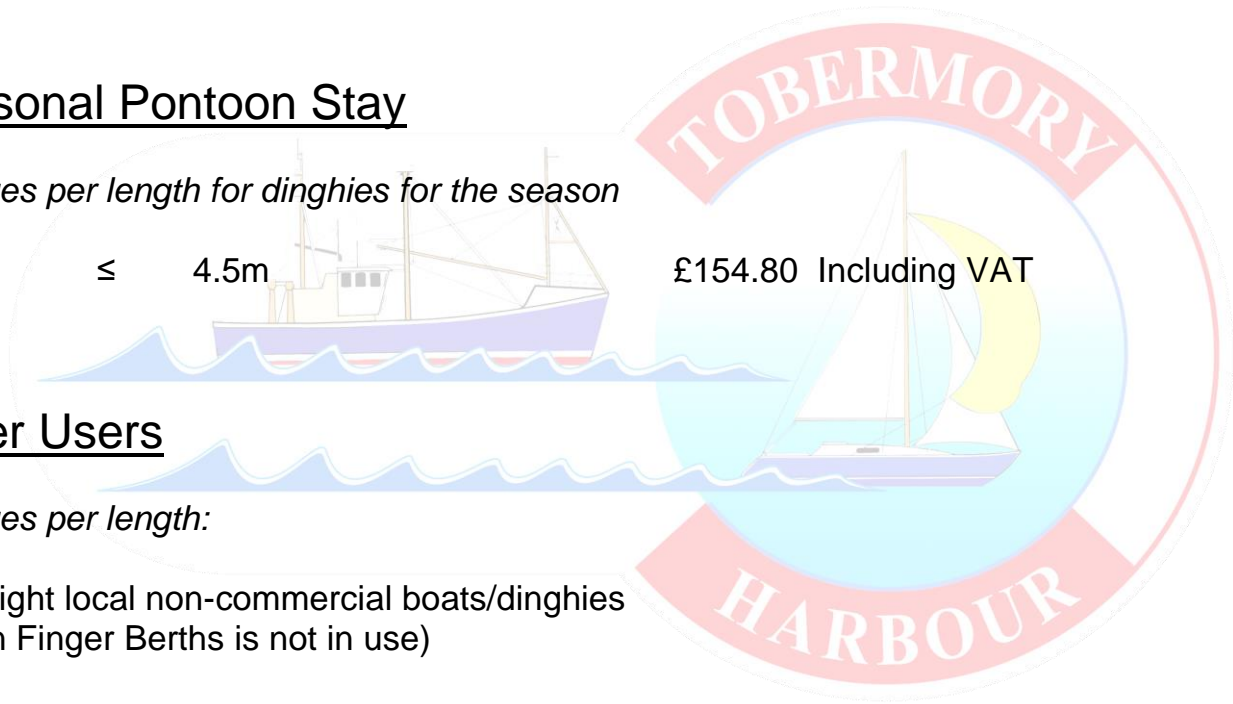 sonal Pontoon Stay
es per length for dinghies for the season
≤ 4.5m £154.80 Including VAT
er Users
es per length:
ight local non-commercial boats/dinghies
n Finger Berths is not in use)
TOBERMORY
HARBOUR